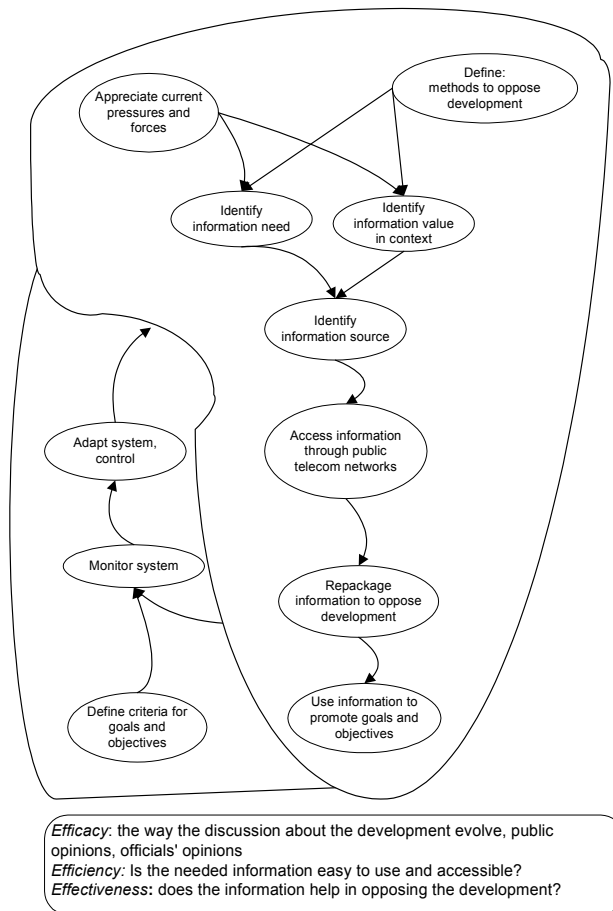 Appreciate current
pressures and
forces
Define:
methods to oppose
development
Identify
information need
Identify
information value
in context
Identify
information source
Adapt system,
control
Access information
through public
telecom networks
Monitor system
Repackage
information to oppose
development
Define criteria for
goals and
objectives
Use information to
promote goals and
objectives
Efficacy: the way the discussion about the development evolve, public
opinions, officials' opinions
Efficiency: Is the needed information easy to use and accessible?
Effectiveness: does the information help in opposing the development?